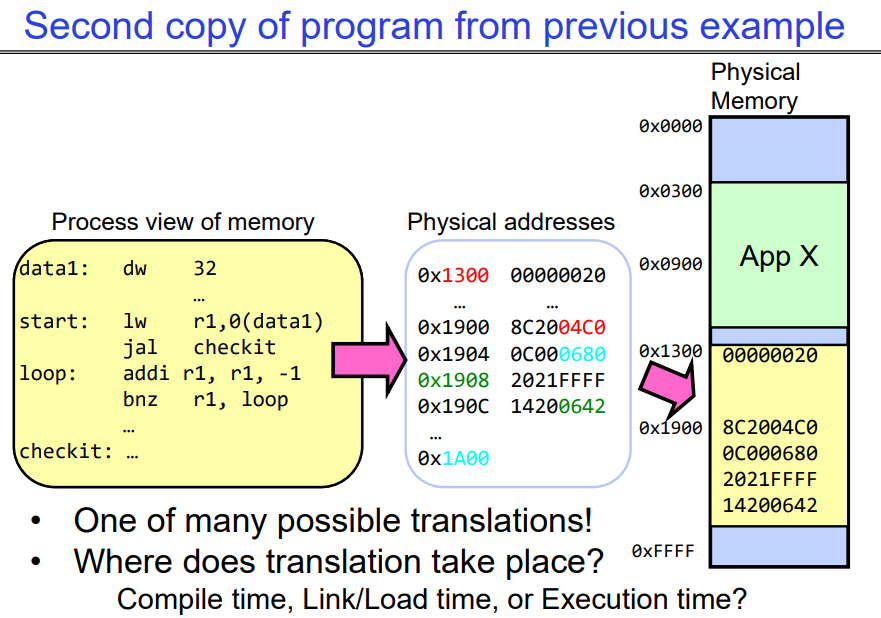 Second copy of program from previous example
Physical
Memory
Process view of memory
data1: dw 32
…
start: lw r1,0(data1)
jal checkit
loop: addi r1, r1, -1
bnz r1, loop
…
checkit: …
Physical addresses
0x1300 00000020
… …
0x1900 8C2004C0
0x1904 0C000680
0x1908 2021FFFF
0x190C 14200642
…
0x1A00
0x0000
0x0300
0x0900
App X
0x1300
00000020
0x1900
8C2004C0
0C000680
2021FFFF
14200642
0xFFFF
• One of many possible translations!
• Where does translation take place?
Compile time, Link/Load time, or Execution time?